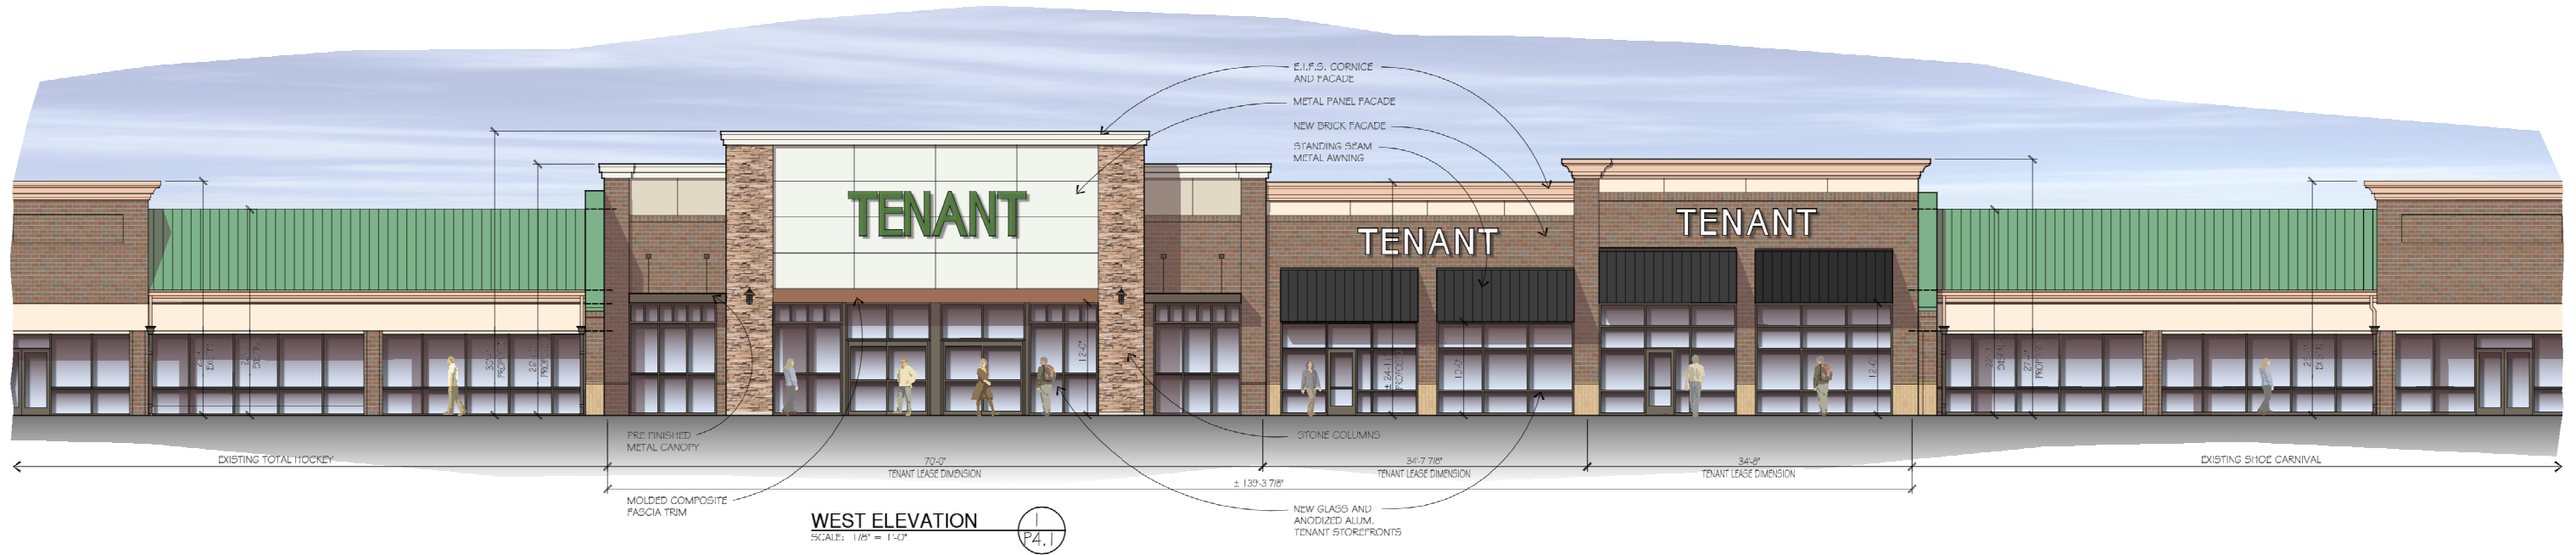 E.I.F.S. CORNICE
AND FACADE
METAL PANEL FACADE
NEW BRICK FACADE
STANDING SEAM
METAL AWNING
TENANT
TENANT
TENANT
12'-0"
PRE FINISHED
METAL CANOPY
STONE COLUMNS
EXISTING TOTAL HOCKEY
70'-0"
TENANT LEASE DIMENSION
34'-7 7/8"
TENANT LEASE DIMENSION
34'-8"
TENANT LEASE DIMENSION
EXISTING SHOE CARNIVAL
± 139'-3 7/8"
MOLDED COMPOSITE
FASCIA TRIM
NEW GLASS AND
ANODIZED ALUM.
TENANT STOREFRONTS
WEST ELEVATION
SCALE: 1/8" = 1'-0"
1
P4.1